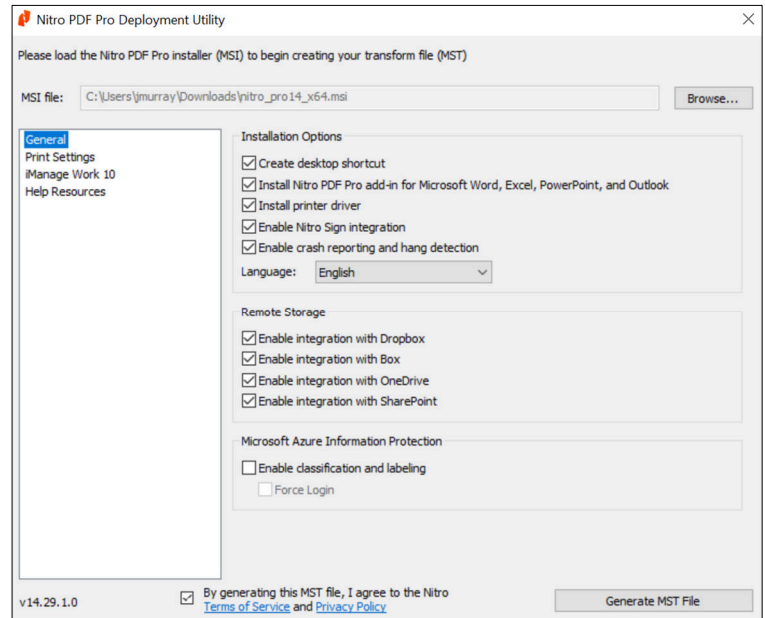 Nitro PDF Pro Deployment Utility
Please load the Nitro PDF Pro installer (MSI) to begin creating your transform file (MST)
MSI file: C:\Users\jmurray\Downloads\nitro_pro14_x64.msi Browse...
General
Print Settings
iManage Work 10
Help Resources
Installation Options
Create desktop shortcut
Install Nitro PDF Pro add-in for Microsoft Word, Excel, PowerPoint, and Outlook
Install printer driver
Enable Nitro Sign integration
Enable crash reporting and hang detection
Language: English
Remote Storage
Enable integration with Dropbox
Enable integration with Box
Enable integration with OneDrive
Enable integration with SharePoint
Microsoft Azure Information Protection
Enable classification and labeling
Force Login
v14.29.1.0
By generating this MST file, I agree to the Nitro
Terms of Service and Privacy Policy
Generate MST File